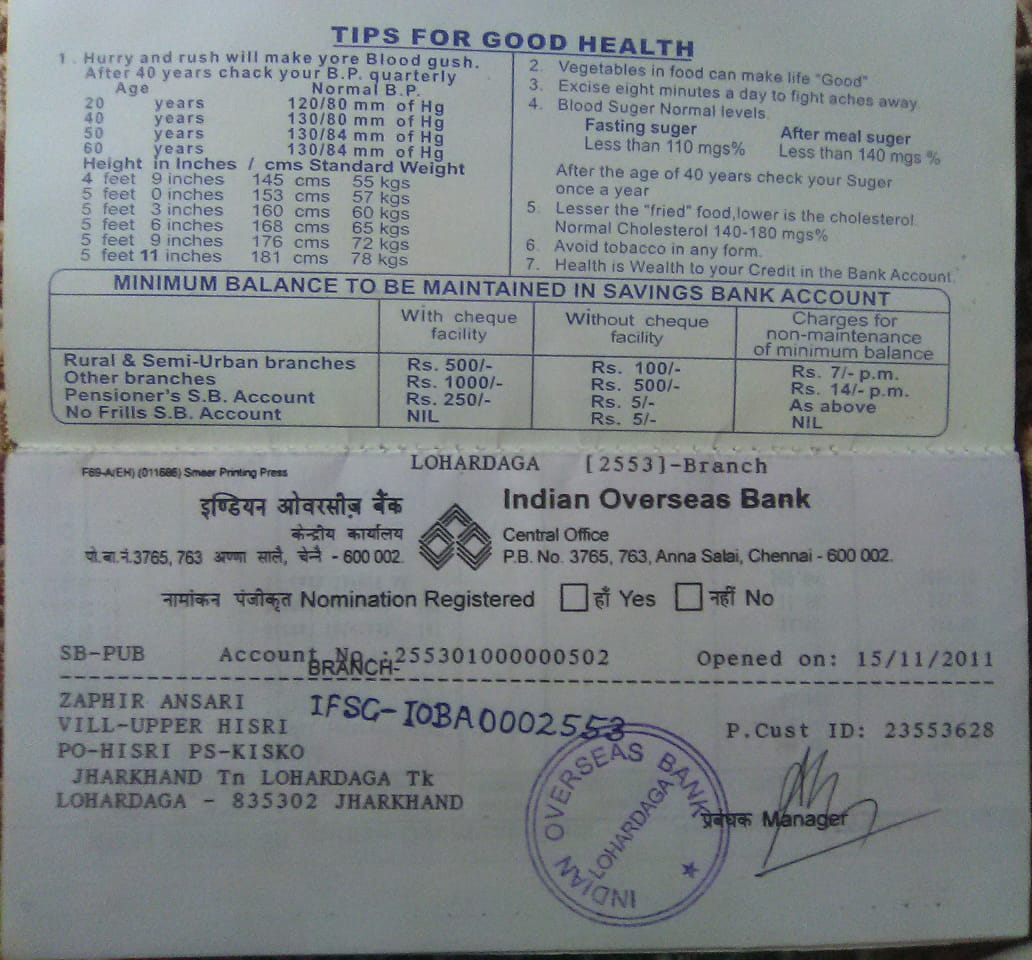 TIPS FOR GOOD HEALTH
1. Hurry and rush will make yore Blood gush.
After 40 years chack your B.P. quarterly
Age Normal B.P.
20 years 120/80 mm of Hg
40 years 130/80 mm of Hg
50 years 130/84 mm of Hg
60 years 130/84 mm of Hg
Height in Inches / cms Standard Weight
4 feet 9 inches 145 cms 55 kgs
5 feet 0 inches 153 cms 57 kgs
5 feet 3 inches 160 cms 60 kgs
5 feet 6 inches 168 cms 65 kgs
5 feet 9 inches 176 cms 72 kgs
5 feet 11 inches 181 cms 78 kgs
2. Vegetables in food can make life "Good"
3. Excise eight minutes a day to fight aches away.
4. Blood Suger Normal levels.
Fasting suger After meal suger
Less than 110 mgs% Less than 140 mgs %
After the age of 40 years check your Suger
once a year
5. Lesser the "fried" food,lower is the cholesterol.
Normal Cholesterol 140-180 mgs%
6. Avoid tobacco in any form.
7. Health is Wealth to your Credit in the Bank Account.
MINIMUM BALANCE TO BE MAINTAINED IN SAVINGS BANK ACCOUNT
With cheque facility Without cheque facility Charges for non-maintenance of minimum balance
Rural & Semi-Urban branches Rs. 500/- Rs. 100/- Rs. 7/- p.m.
Other branches Rs. 1000/- Rs. 500/- Rs. 14/- p.m.
Pensioner's S.B. Account Rs. 250/- Rs. 5/- As above
No Frills S.B. Account NIL Rs. 5/- NIL
LOHARDAGA [2553]-Branch
F69-A(EH) (011686) Smeer Printing Press
इण्डियन ओवरसीज़ बैंक Indian Overseas Bank
केन्द्रीय कार्यालय Central Office
पो.बा.नं.3765, 763 अण्णा सालै, चेन्नै - 600 002. P.B. No. 3765, 763, Anna Salai, Chennai - 600 002.
नामांकन पंजीकृत Nomination Registered हाँ Yes नहीं No
SB-PUB Account No :255301000000502 Opened on: 15/11/2011
BRANCH-
ZAPHIR ANSARI
IFSC-IOBA0002553
VILL-UPPER HISRI P.Cust ID: 23553628
PO-HISRI PS-KISKO
JHARKHAND Tn LOHARDAGA Tk
LOHARDAGA - 835302 JHARKHAND
प्रबंधक Manager
INDIAN OVERSEAS BANK
LOHARDAGA